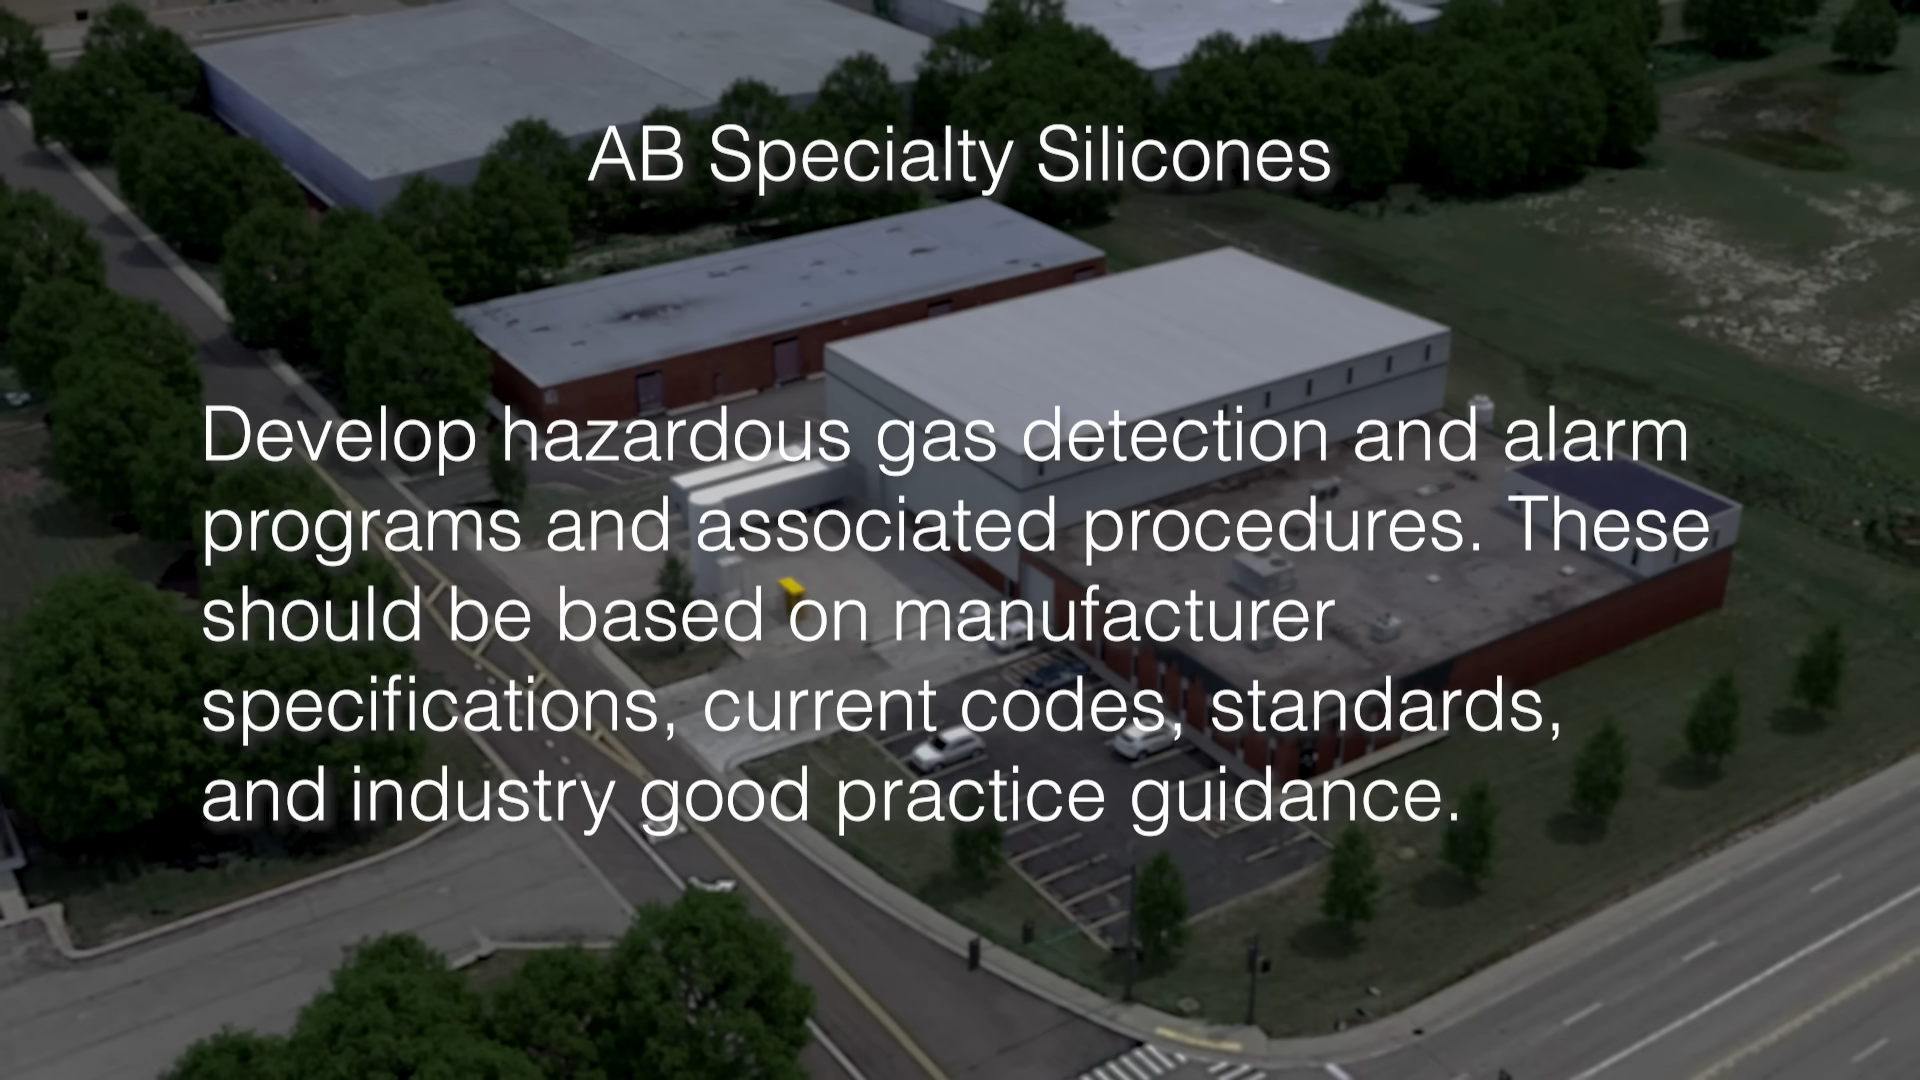 AB Specialty Silicones
Develop hazardous gas detection and alarm
programs and associated procedures. These
should be based on manufacturer
specifications, current codes, standards,
and industry good practice guidance.